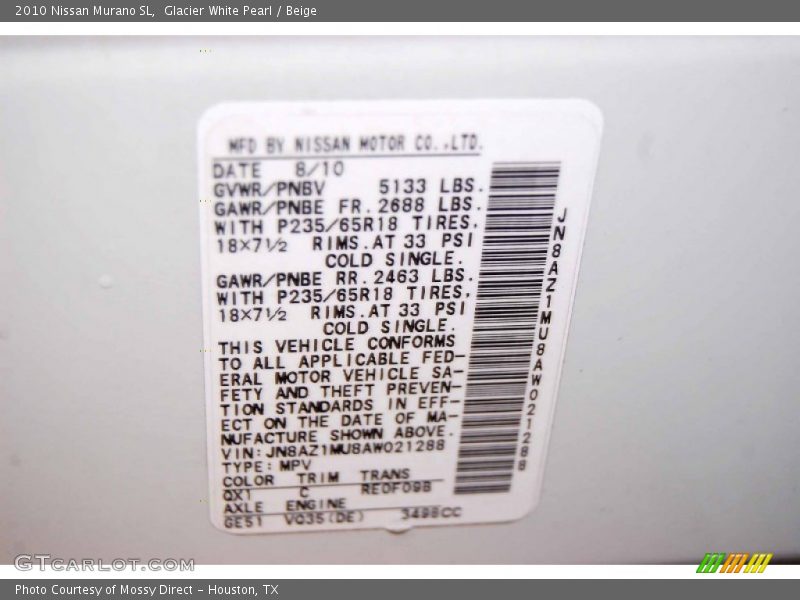 2010 Nissan Murano SL,  Glacier White Pearl / Beige
MFD BY NISSAN MOTOR CO.,LTD.
DATE 8/10
GVWR/PNBV 5133 LBS.
GAWR/PNBE FR. 2688 LBS.
WITH P235/65R18 TIRES,
18×7½ RIMS.AT 33 PSI
COLD SINGLE.
GAWR/PNBE RR. 2463 LBS.
WITH P235/65R18 TIRES,
18×7½ RIMS.AT 33 PSI
COLD SINGLE.
THIS VEHICLE CONFORMS
TO ALL APPLICABLE FED-
ERAL MOTOR VEHICLE SA-
FETY AND THEFT PREVEN-
TION STANDARDS IN EFF-
ECT ON THE DATE OF MA-
NUFACTURE SHOWN ABOVE.
VIN:JN8AZ1MU8AW021288
TYPE:MPV
COLOR TRIM TRANS
QX1 C RE0F09B
AXLE ENGINE
GE51 VQ35(DE) 3498CC
JN8AZ1MU8AW021288
GTCarLot.com
Photo Courtesy of Mossy Direct - Houston, TX